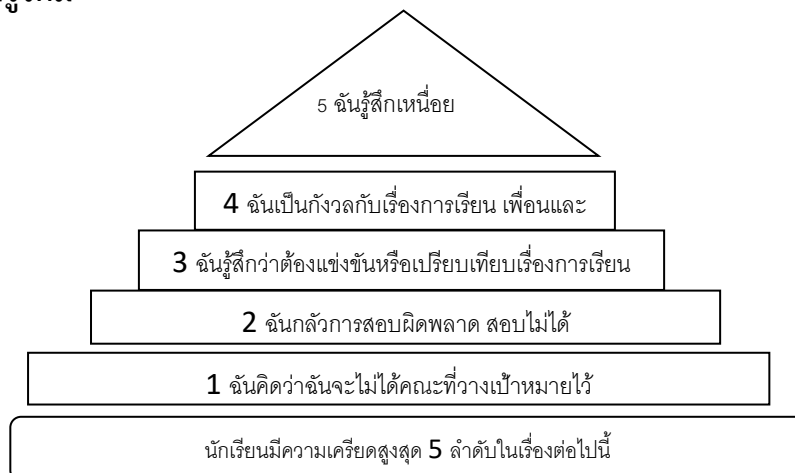 5 ฉันรู้สึกเหนื่อย
4 ฉันเป็นกังวลกับเรื่องการเรียน เพื่อนและ
3 ฉันรู้สึกว่าต้องแข่งขันหรือเปรียบเทียบเรื่องการเรียน
2 ฉันกลัวการสอบผิดพลาด สอบไม่ได้
1 ฉันคิดว่าฉันจะไม่ได้คณะที่วางเป้าหมายไว้
นักเรียนมีความเครียดสูงสุด 5 ลำดับในเรื่องต่อไปนี้